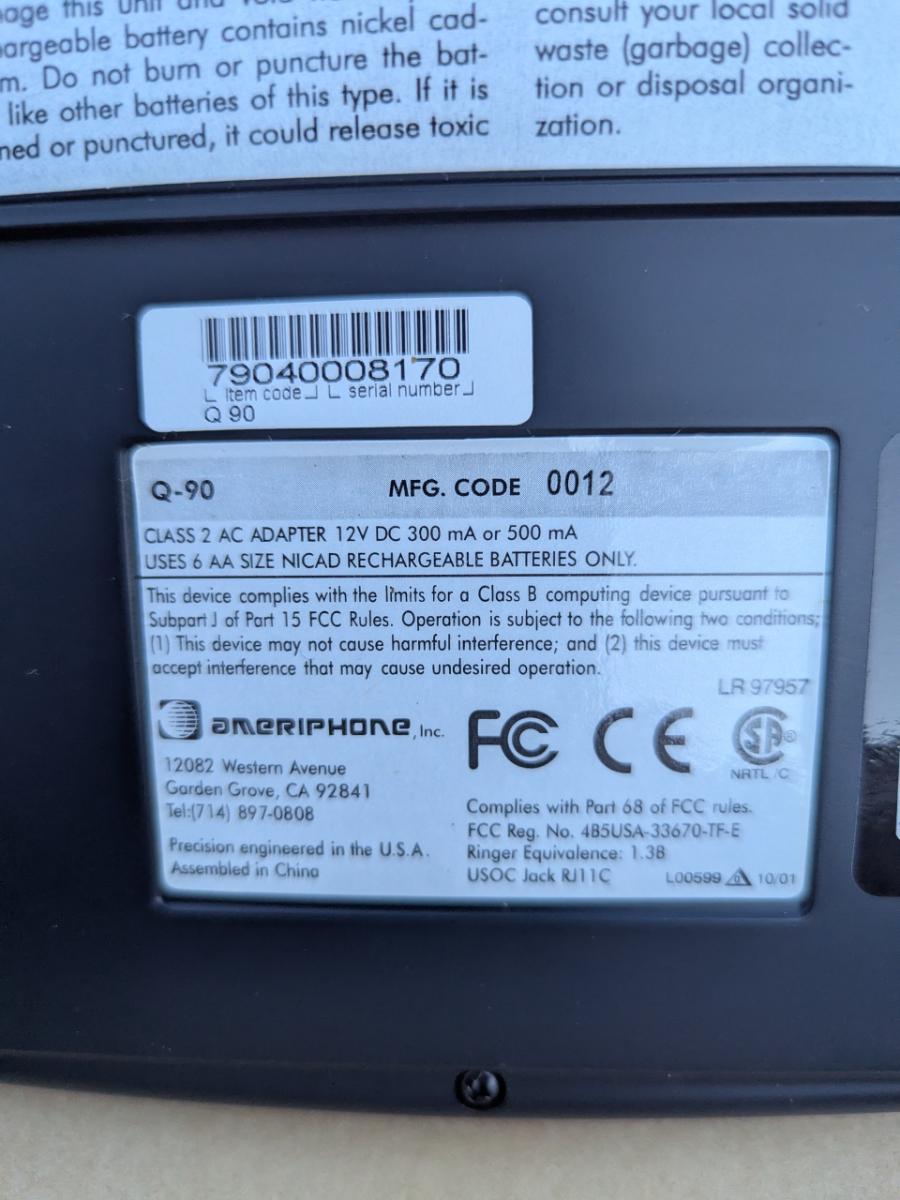 this unit and
argeable battery contains nickel cad-
m. Do not burn or puncture the bat-
like other batteries of this type. If it is
ned or punctured, it could release toxic
consult your local solid
waste (garbage) collec-
tion or disposal organi-
zation.
79040008170
Item code serial number
Q 90
Q-90 MFG. CODE 0012
CLASS 2 AC ADAPTER 12V DC 300 mA or 500 mA
USES 6 AA SIZE NICAD RECHARGEABLE BATTERIES ONLY.
This device complies with the limits for a Class B computing device pursuant to
Subpart J of Part 15 FCC Rules. Operation is subject to the following two conditions;
(1) This device may not cause harmful interference; and (2) this device must
accept interference that may cause undesired operation.
LR 97957
AMERIPHONE, Inc.
FC CE SA®
NRTL/C
12082 Western Avenue
Garden Grove, CA 92841
Tel:(714) 897-0808
Precision engineered in the U.S.A.
Assembled in China
Complies with Part 68 of FCC rules.
FCC Reg. No. 4B5USA-33670-TF-E
Ringer Equivalence: 1.3B
USOC Jack RJ11C
L00599 10/01